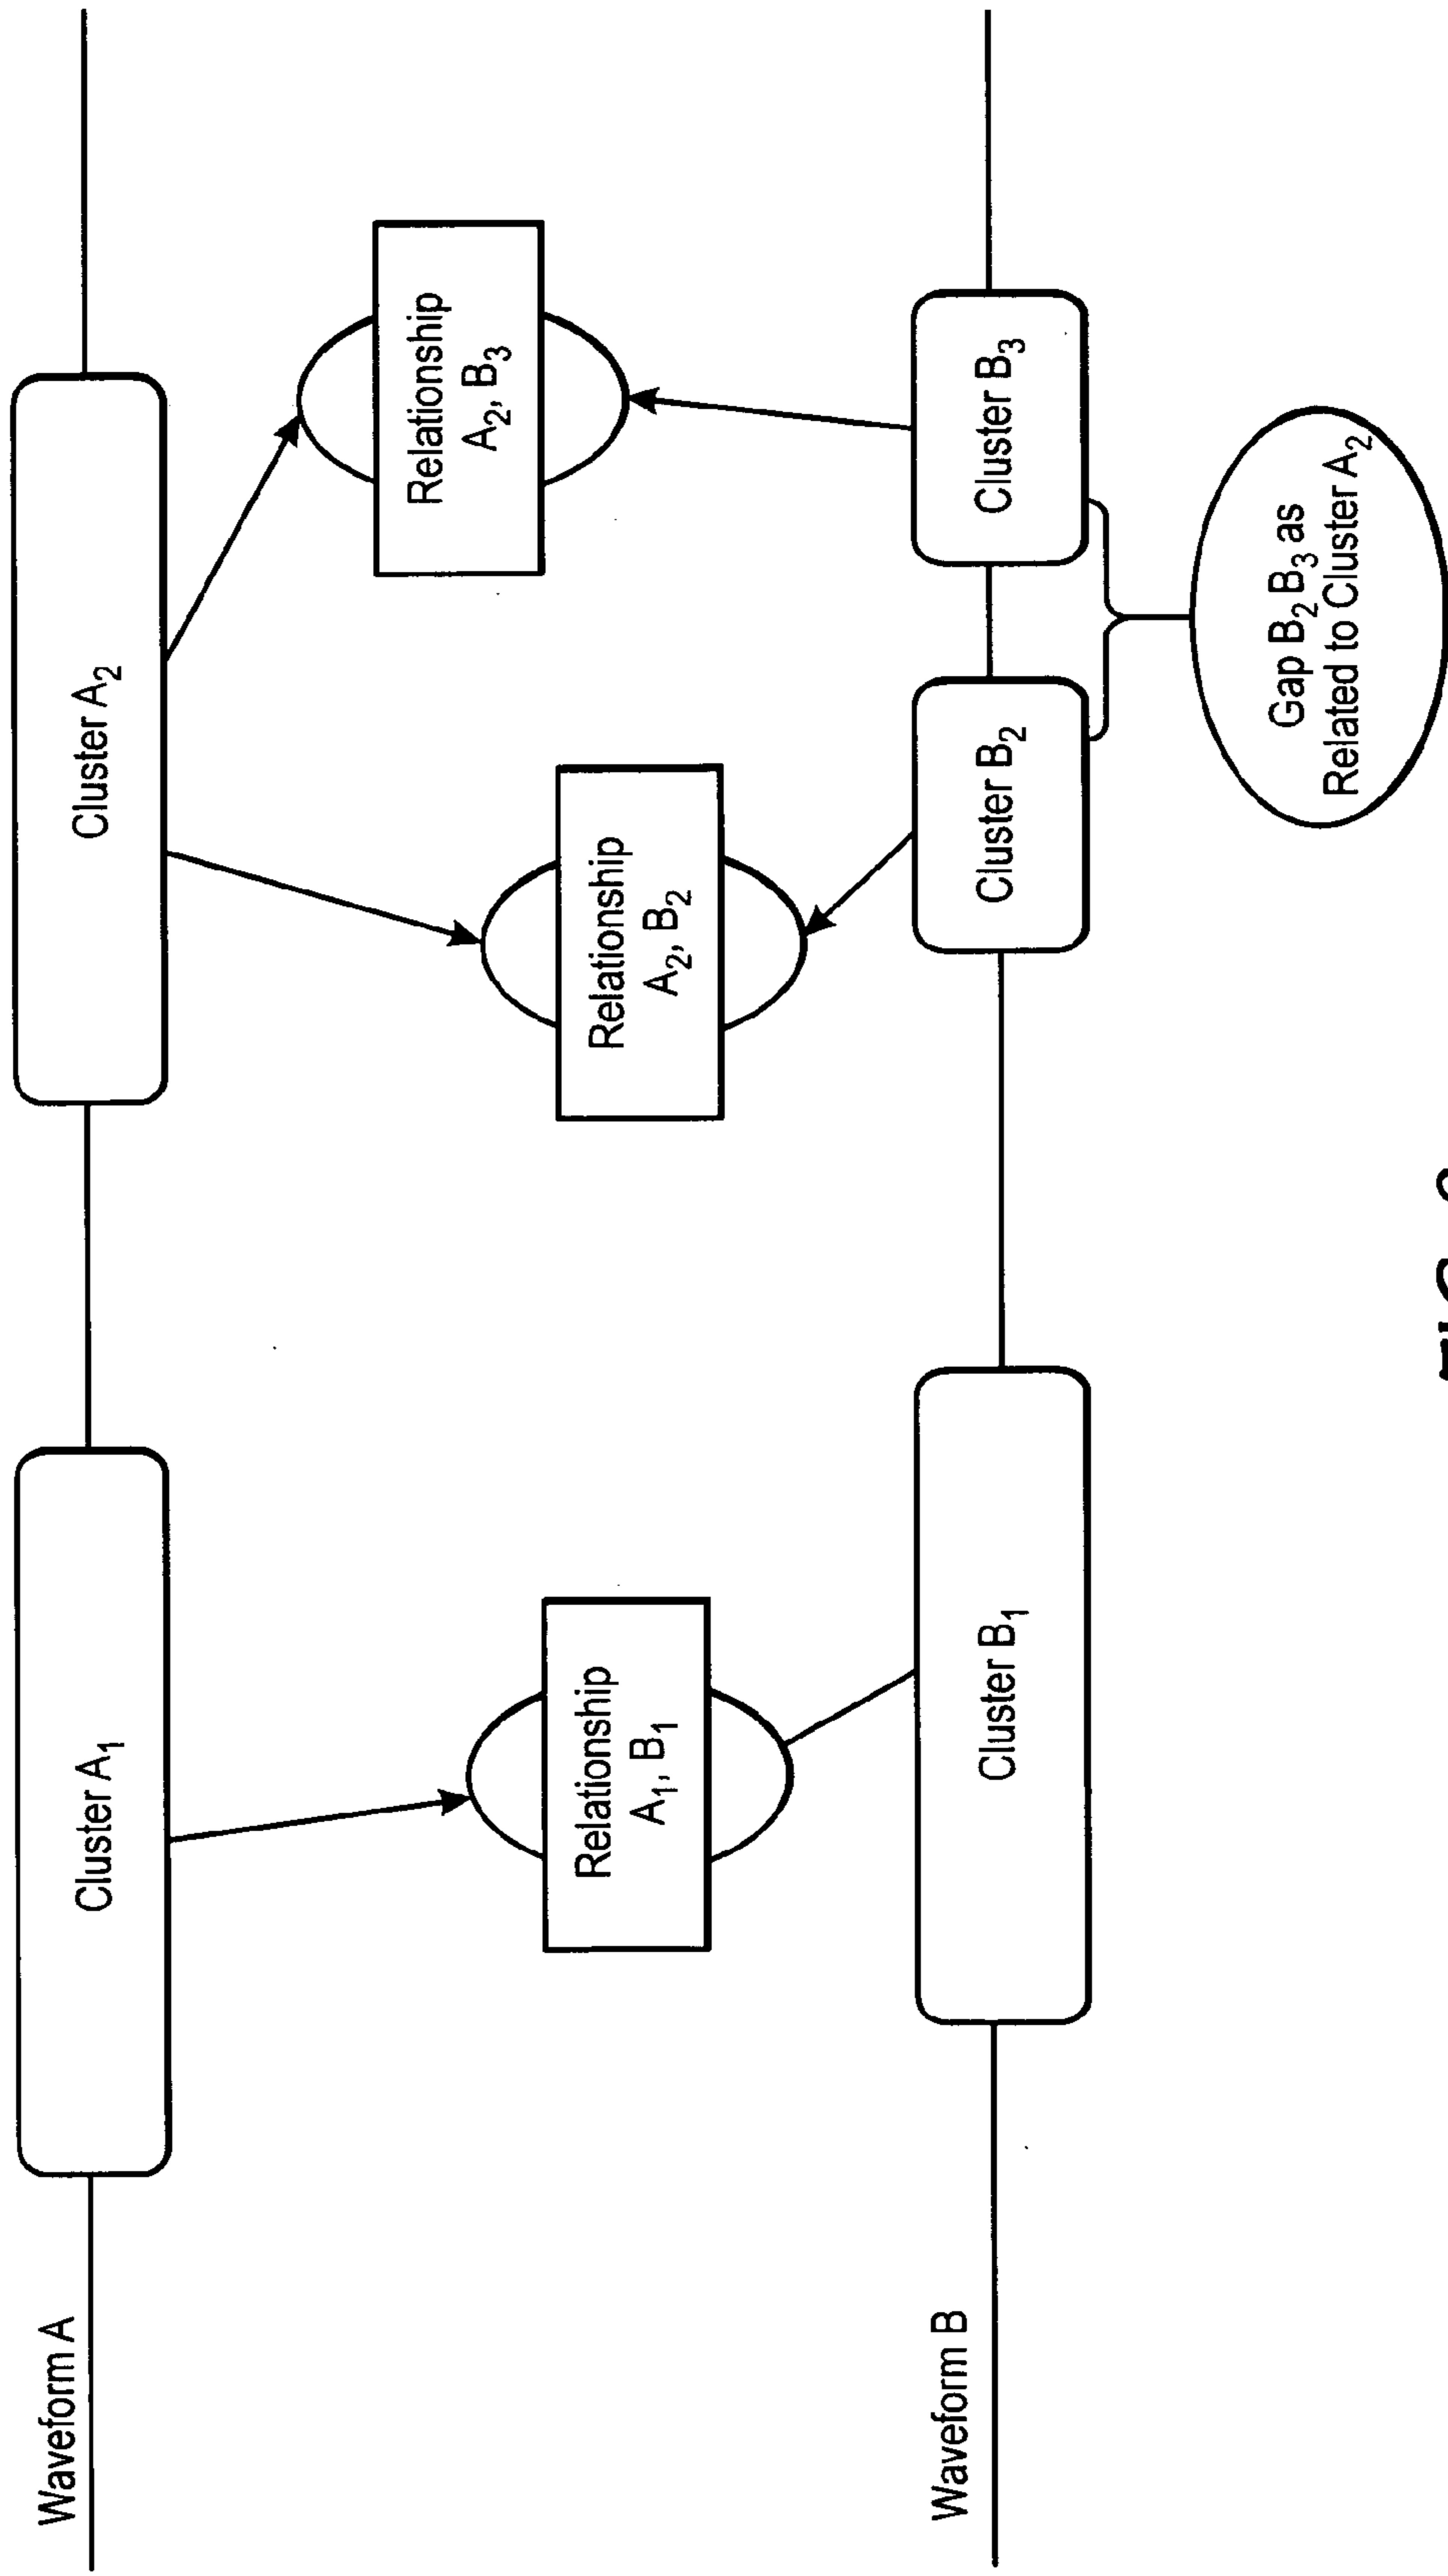 Waveform A
Cluster A₁
Cluster A₂
Relationship
A₁, B₁
Relationship
A₂, B₂
Relationship
A₂, B₃
Waveform B
Cluster B₁
Cluster B₂
Cluster B₃
Gap B₂ B₃ as
Related to Cluster A₂